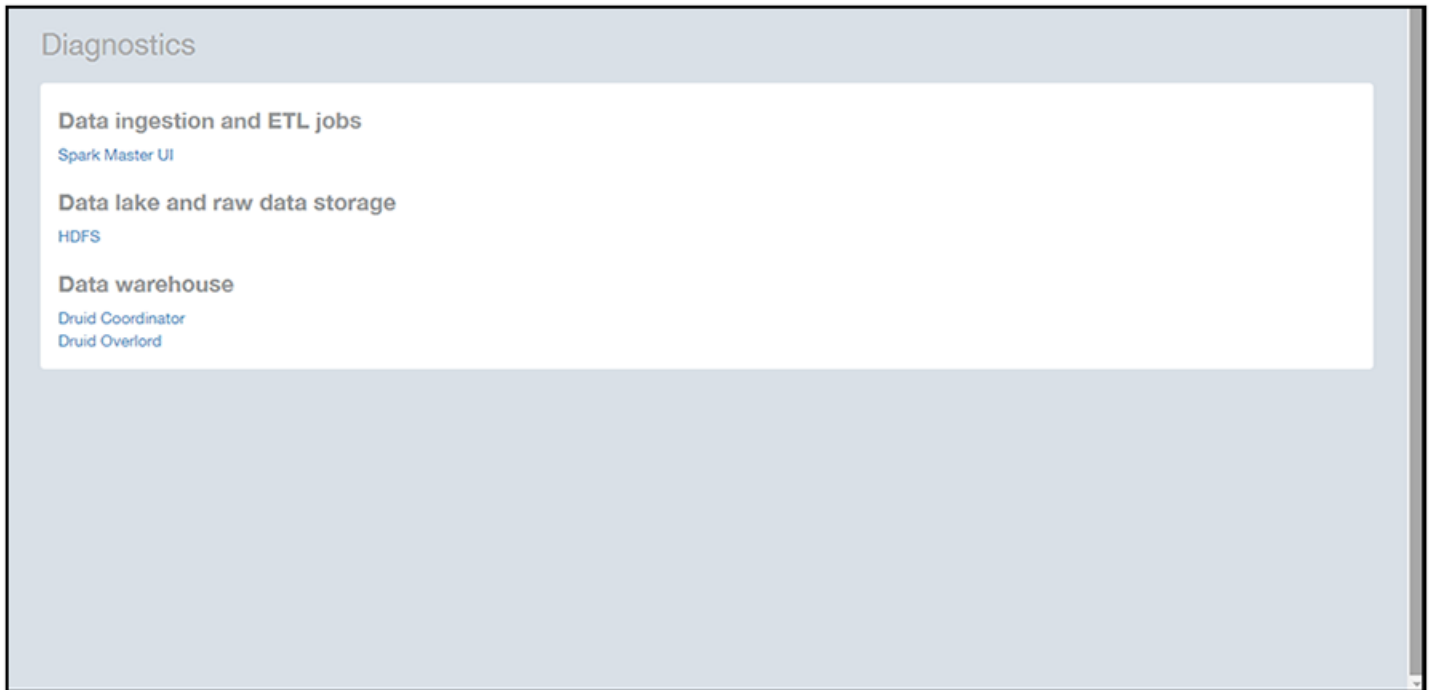 Diagnostics
Data ingestion and ETL jobs
Spark Master UI
Data lake and raw data storage
HDFS
Data warehouse
Druid Coordinator
Druid Overlord